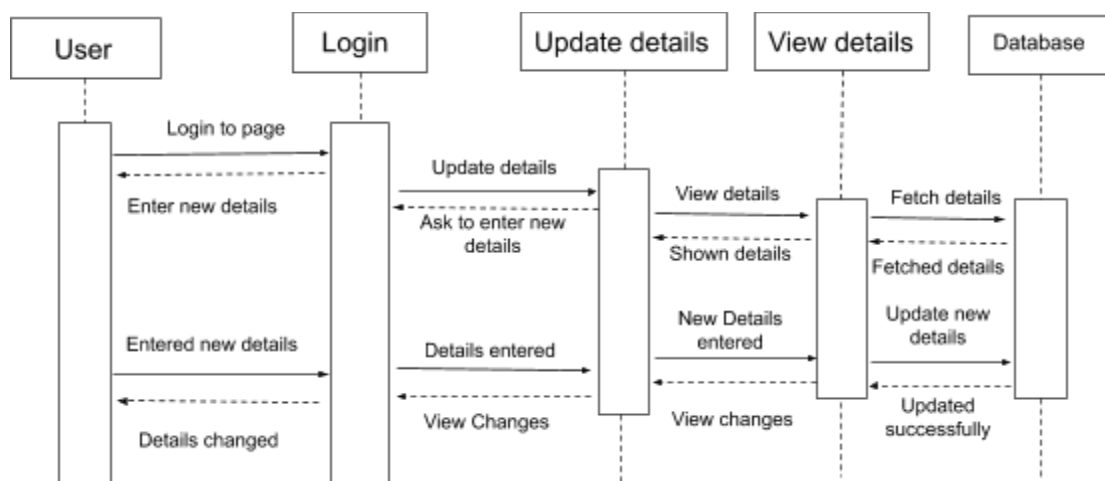 User
Login
Update details
View details
Database
Login to page
Enter new details
Update details
Ask to enter new
details
View details
Shown details
Fetch details
Fetched details
Entered new details
Details changed
Details entered
View Changes
New Details
entered
View changes
Update new
details
Updated
successfully